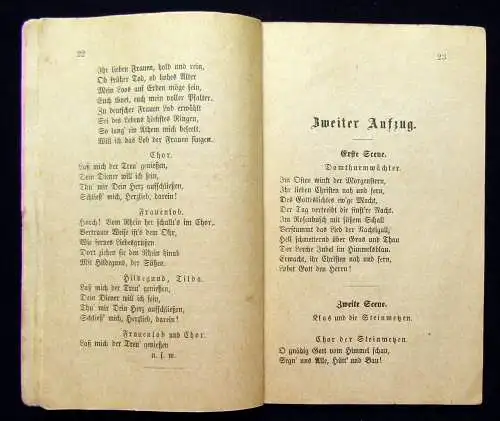 22
Ihr lieben Frauen, hold und rein,
Ob früher Tod, ob hohes Alter
Mein Loos auf Erden möge sein,
Euch tönet, euch mein voller Psalter.
Zu deutscher Frauen Lob erwählt
Sei des Lebens höchstes Ringen,
So lang' ein Athem mich beseelt,
Will ich das Lob der Frauen singen.
Chor.
Laß mich der Treu' genießen,
Dein Diener will ich sein,
Thu' mir Dein Herz aufschließen,
Schließ' mich, Herzlieb, darein!
Frauenlob.
Horch! Vom Rhein her schallt's im Chor,
Vertraute Weise ist's dem Ohr,
Wie fernes Liebesgrüßen
Dort ziehen sie den Rhein hinab
Mit Hildegund, der Süßen.
Hildegund, Tilda.
Laß mich der Treu' genießen,
Dein Diener will ich sein,
Thu' mir Dein Herz aufschließen,
Schließ' mich, Herzlieb, darein!
Frauenlob und Chor.
Laß mich der Treu' genießen
u. s. w.
23
Zweiter Aufzug.
Erste Scene.
Domthurmwächter.
Im Osten winkt der Morgenstern,
Ihr lieben Christen nah und fern,
Des Gotteslichtes ew'ge Macht,
Der Tag vertreibt die finst're Nacht.
Im Rosenbusch mit süßem Schall
Verstummt das Lied der Nachtigall;
Hell schmetternd über Gras und Thau
Der Lerche Jubel im Himmelsblau.
Erwacht, ihr Christen nah und fern,
Lobet Gott den Herrn!
Zweite Scene.
Klas und die Steinmetzen.
Chor der Steinmetzen.
O gnädig Gott vom Himmel schau,
Segn' uns Alle, Hütt' und Bau!